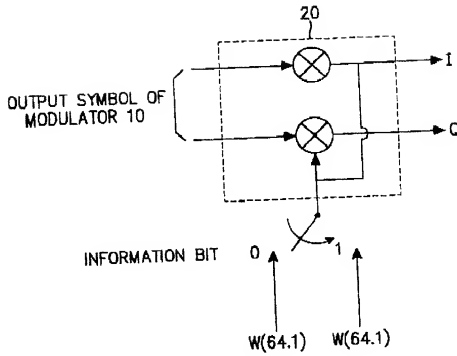 20
I
OUTPUT SYMBOL OF
MODULATOR 10
Q
INFORMATION BIT 0 1
W(64.1) W(64.1)